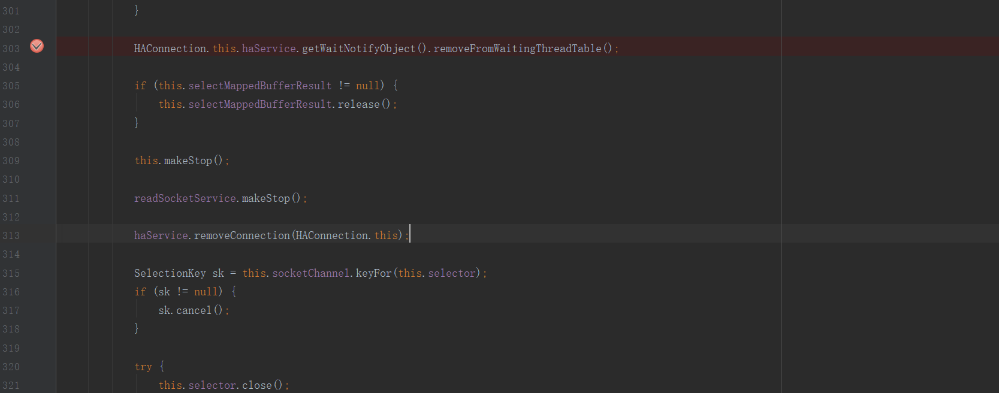 301 }
302
303 HAConnection.this.haService.getWaitNotifyObject().removeFromWaitingThreadTable();
304
305 if (this.selectMappedBufferResult != null) {
306 this.selectMappedBufferResult.release();
307 }
308
309 this.makeStop();
310
311 readSocketService.makeStop();
312
313 haService.removeConnection(HAConnection.this);
314
315 SelectionKey sk = this.socketChannel.keyFor(this.selector);
316 if (sk != null) {
317 sk.cancel();
318 }
319
320 try {
321 this.selector.close();